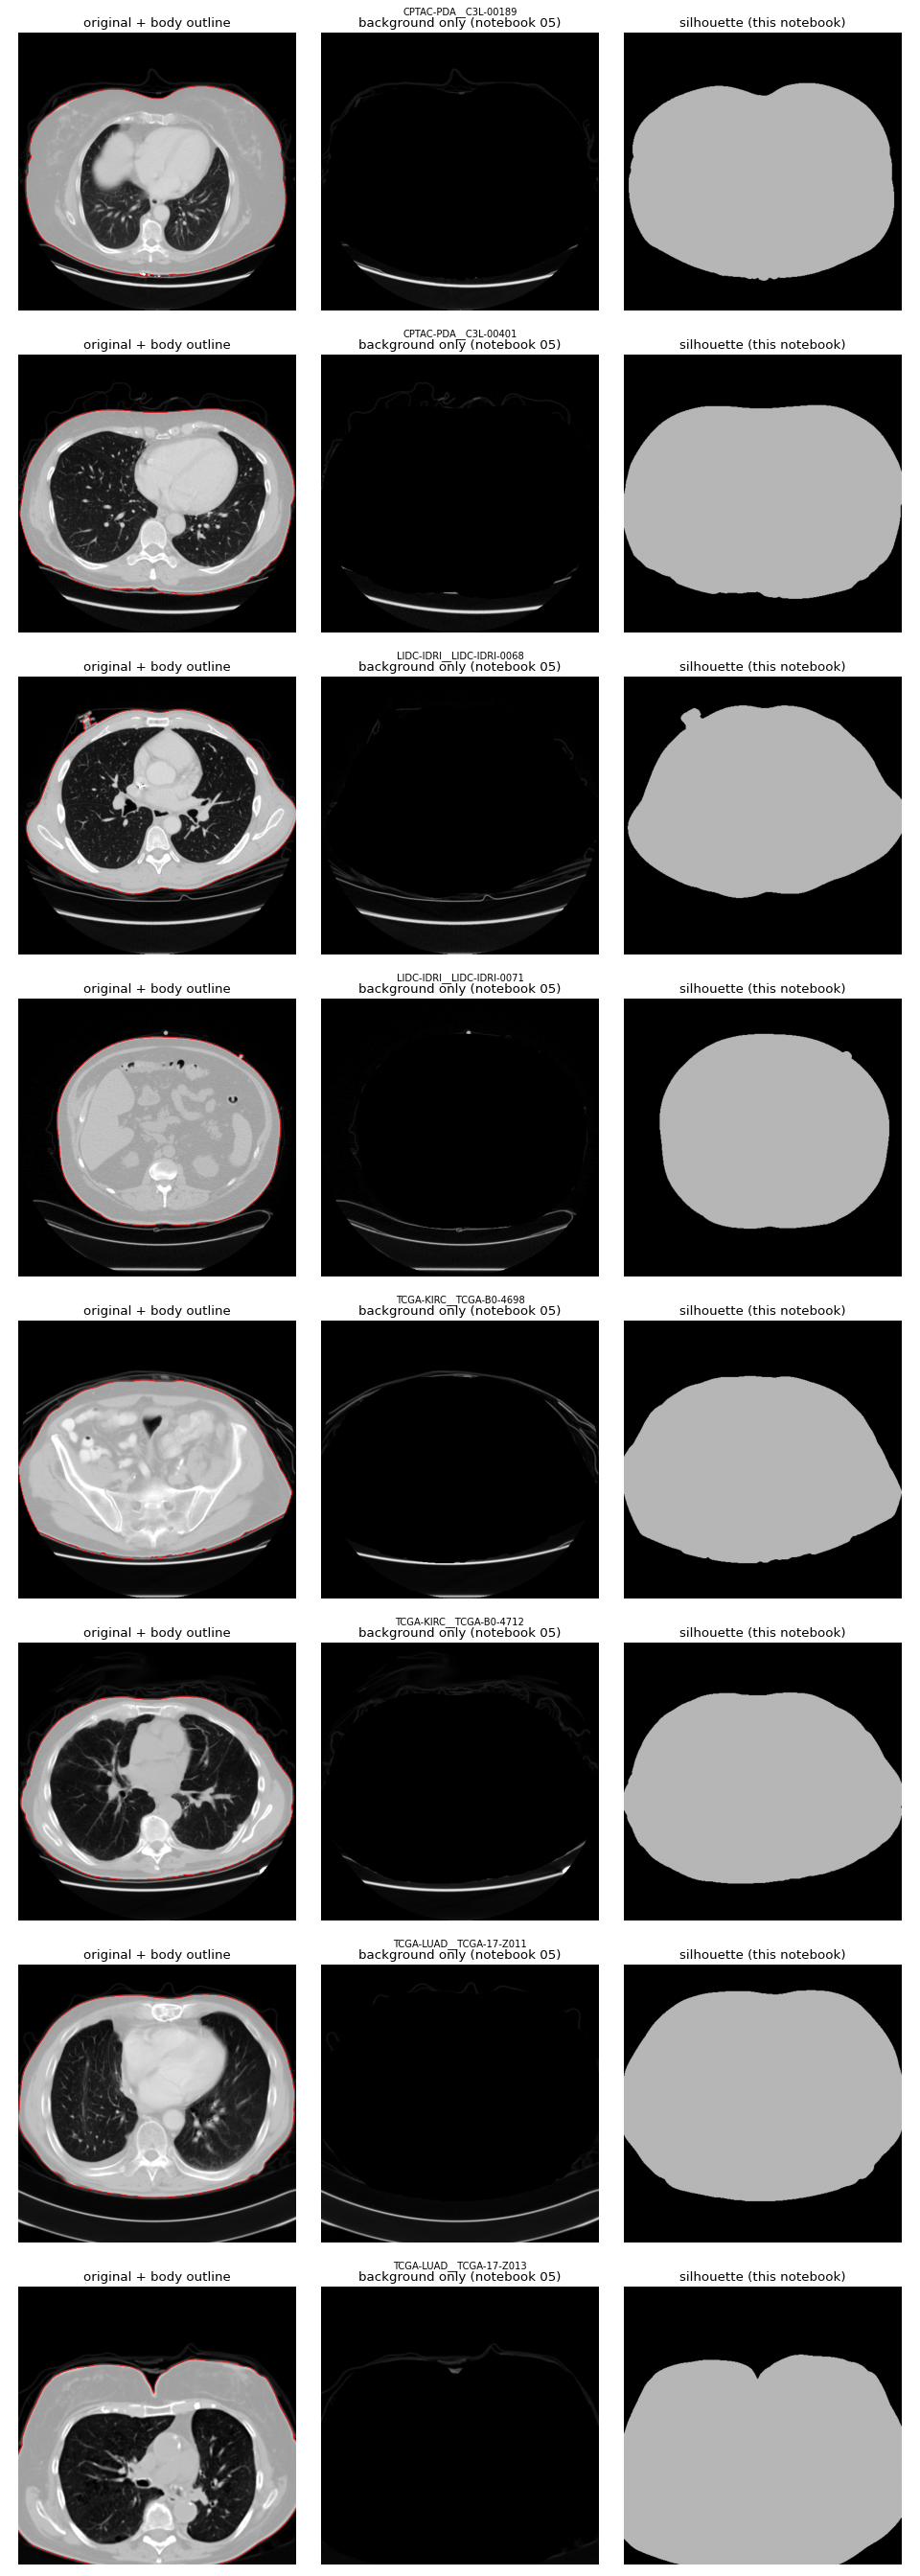 CPTAC-PDA__C3L-00189
original + body outline
background only (notebook 05)
silhouette (this notebook)
CPTAC-PDA__C3L-00401
original + body outline
background only (notebook 05)
silhouette (this notebook)
LIDC-IDRI__LIDC-IDRI-0068
original + body outline
background only (notebook 05)
silhouette (this notebook)
LIDC-IDRI__LIDC-IDRI-0071
original + body outline
background only (notebook 05)
silhouette (this notebook)
TCGA-KIRC__TCGA-B0-4698
original + body outline
background only (notebook 05)
silhouette (this notebook)
TCGA-KIRC__TCGA-B0-4712
original + body outline
background only (notebook 05)
silhouette (this notebook)
TCGA-LUAD__TCGA-17-Z011
original + body outline
background only (notebook 05)
silhouette (this notebook)
TCGA-LUAD__TCGA-17-Z013
original + body outline
background only (notebook 05)
silhouette (this notebook)